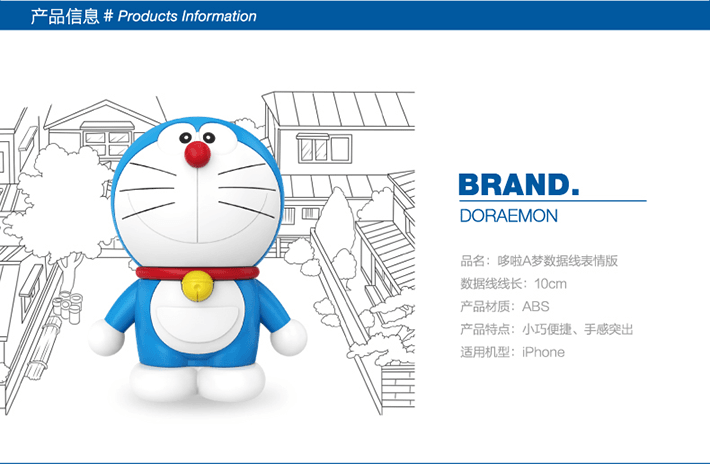 产品信息 # Products Information
BRAND.
DORAEMON
品名：哆啦A梦数据线表情版
数据线线长：10cm
产品材质：ABS
产品特点：小巧便捷、手感突出
适用机型：iPhone